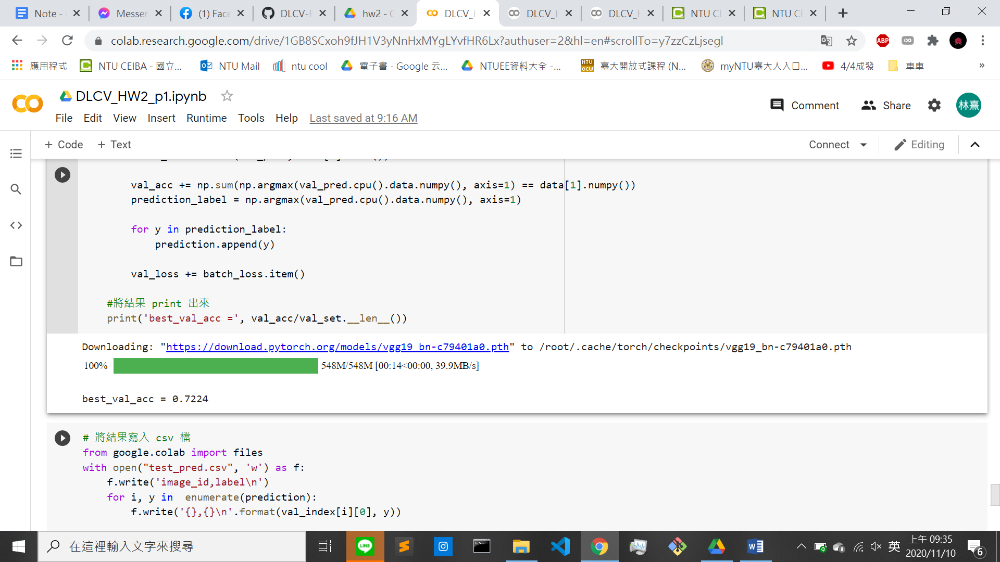 Note -
Messen
(1) Face
DLCV-F
hw2 - G
DLCV_H
DLCV_H
DLCV_H
NTU CE
NTU CE
colab.research.google.com/drive/1GB8SCxoh9fJH1V3yNnHxMYgLYvfHR6Lx?authuser=2&hl=en#scrollTo=y7zzCzLjsegl
ABP
應用程式
NTU CEIBA - 國立...
NTU Mail
ntu cool
電子書 - Google 云...
NTUEE資料大全 -...
NTU OCW
臺大開放式課程 (N...
myNTU臺大人入口...
4/4成發
車車
»
DLCV_HW2_p1.ipynb
File Edit View Insert Runtime Tools Help Last saved at 9:16 AM
Comment
Share
林熹
+ Code + Text
Connect
Editing
val_acc += np.sum(np.argmax(val_pred.cpu().data.numpy(), axis=1) == data[1].numpy())
prediction_label = np.argmax(val_pred.cpu().data.numpy(), axis=1)
for y in prediction_label:
prediction.append(y)
val_loss += batch_loss.item()
#將結果 print 出來
print('best_val_acc =', val_acc/val_set.__len__())
Downloading: "https://download.pytorch.org/models/vgg19_bn-c79401a0.pth" to /root/.cache/torch/checkpoints/vgg19_bn-c79401a0.pth
100% 548M/548M [00:14<00:00, 39.9MB/s]
best_val_acc = 0.7224
# 將結果寫入 csv 檔
from google.colab import files
with open("test_pred.csv", 'w') as f:
f.write('image_id,label\n')
for i, y in  enumerate(prediction):
f.write('{},{}\n'.format(val_index[i][0], y))
在這裡輸入文字來搜尋
LINE
英
上午 09:35
2020/11/10
6